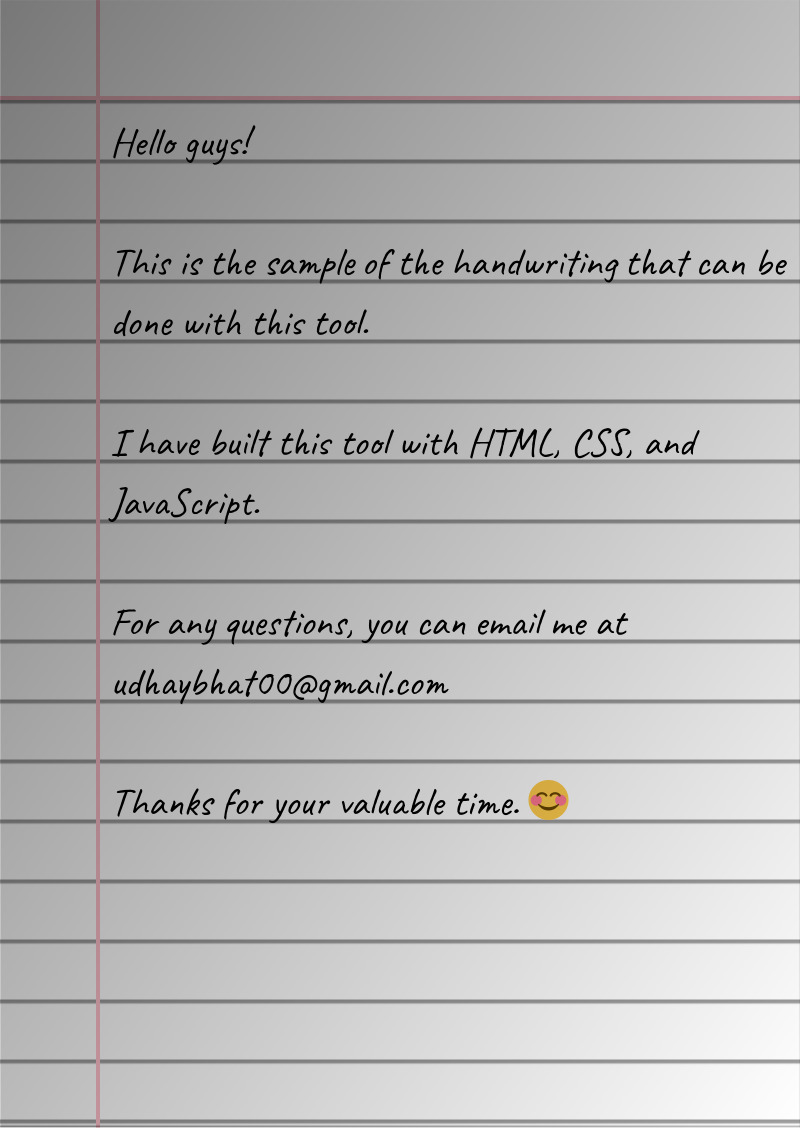 Hello guys!
This is the sample of the handwriting that can be
done with this tool.
I have built this tool with HTML, CSS, and
JavaScript.
For any questions, you can email me at
udhaybhat00@gmail.com
Thanks for your valuable time. 😊